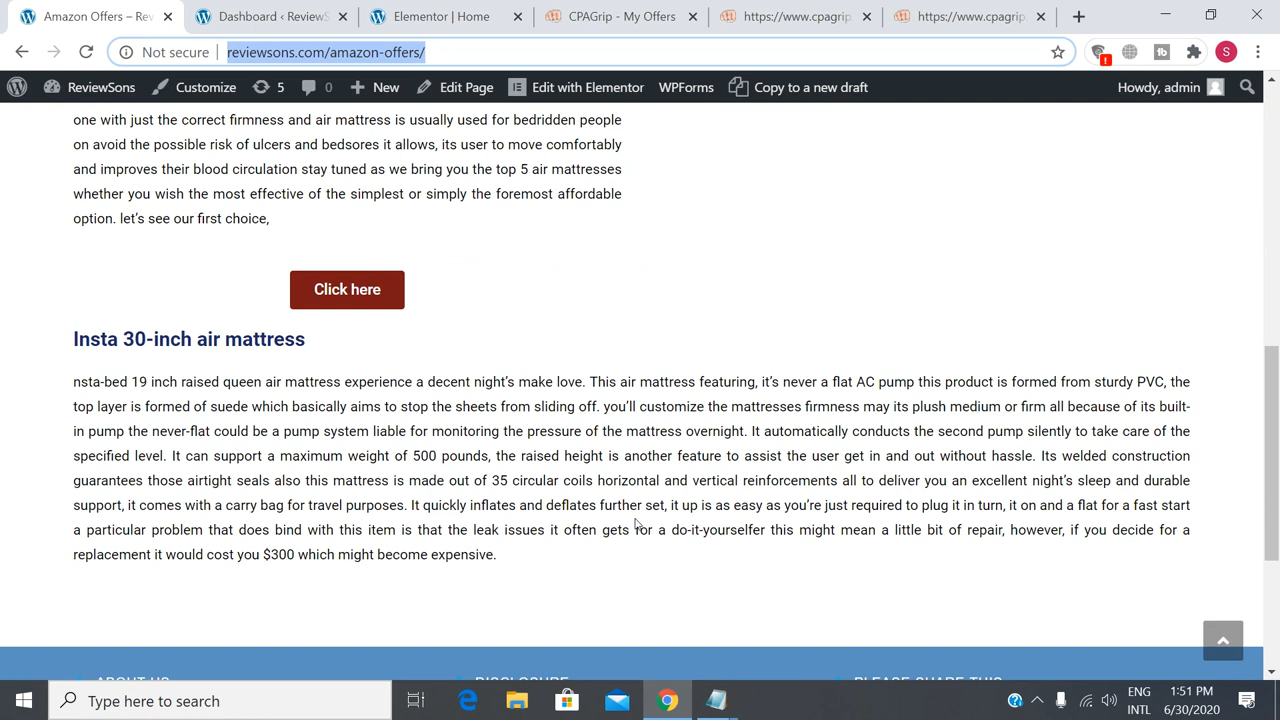 Amazon Offers – Rev
Dashboard ‹ ReviewS
Elementor | Home
CPAGrip - My Offers
https://www.cpagrip.
https://www.cpagrip.
Not secure
reviewsons.com/amazon-offers/
ReviewSons
Customize
5
0
New
Edit Page
Edit with Elementor
WPForms
Copy to a new draft
Howdy, admin
one with just the correct firmness and air mattress is usually used for bedridden people
on avoid the possible risk of ulcers and bedsores it allows, its user to move comfortably
and improves their blood circulation stay tuned as we bring you the top 5 air mattresses
whether you wish the most effective of the simplest or simply the foremost affordable
option. let's see our first choice,
Click here
Insta 30-inch air mattress
nsta-bed 19 inch raised queen air mattress experience a decent night's make love. This air mattress featuring, it's never a flat AC pump this product is formed from sturdy PVC, the
top layer is formed of suede which basically aims to stop the sheets from sliding off. you'll customize the mattresses firmness may its plush medium or firm all because of its built-
in pump the never-flat could be a pump system liable for monitoring the pressure of the mattress overnight. It automatically conducts the second pump silently to take care of the
specified level. It can support a maximum weight of 500 pounds, the raised height is another feature to assist the user get in and out without hassle. Its welded construction
guarantees those airtight seals also this mattress is made out of 35 circular coils horizontal and vertical reinforcements all to deliver you an excellent night's sleep and durable
support, it comes with a carry bag for travel purposes. It quickly inflates and deflates further set, it up is as easy as you're just required to plug it in turn, it on and a flat for a fast start
a particular problem that does bind with this item is that the leak issues it often gets for a do-it-yourselfer this might mean a little bit of repair, however, if you decide for a
replacement it would cost you $300 which might become expensive.
ABOUT US
DISCLOSURE
PLEASE SHARE THIS
Type here to search
ENG
INTL
1:51 PM
6/30/2020